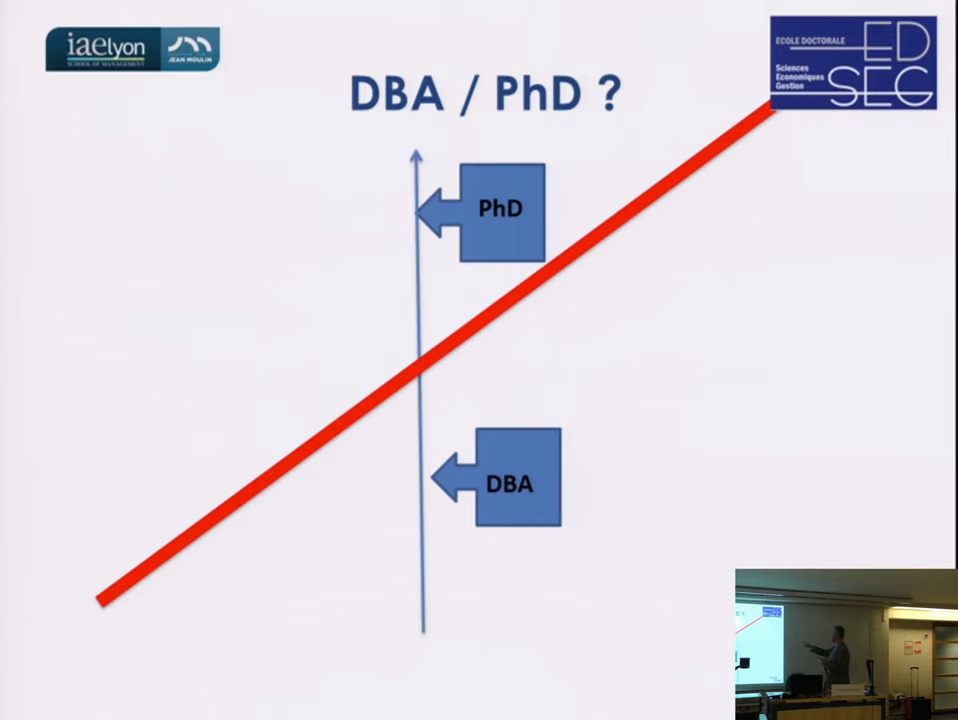 iaelyon
SCHOOL OF MANAGEMENT
JEAN MOULIN
ECOLE DOCTORALE
Sciences
Economiques
Gestion
ED
SEG
DBA / PhD ?
PhD
DBA